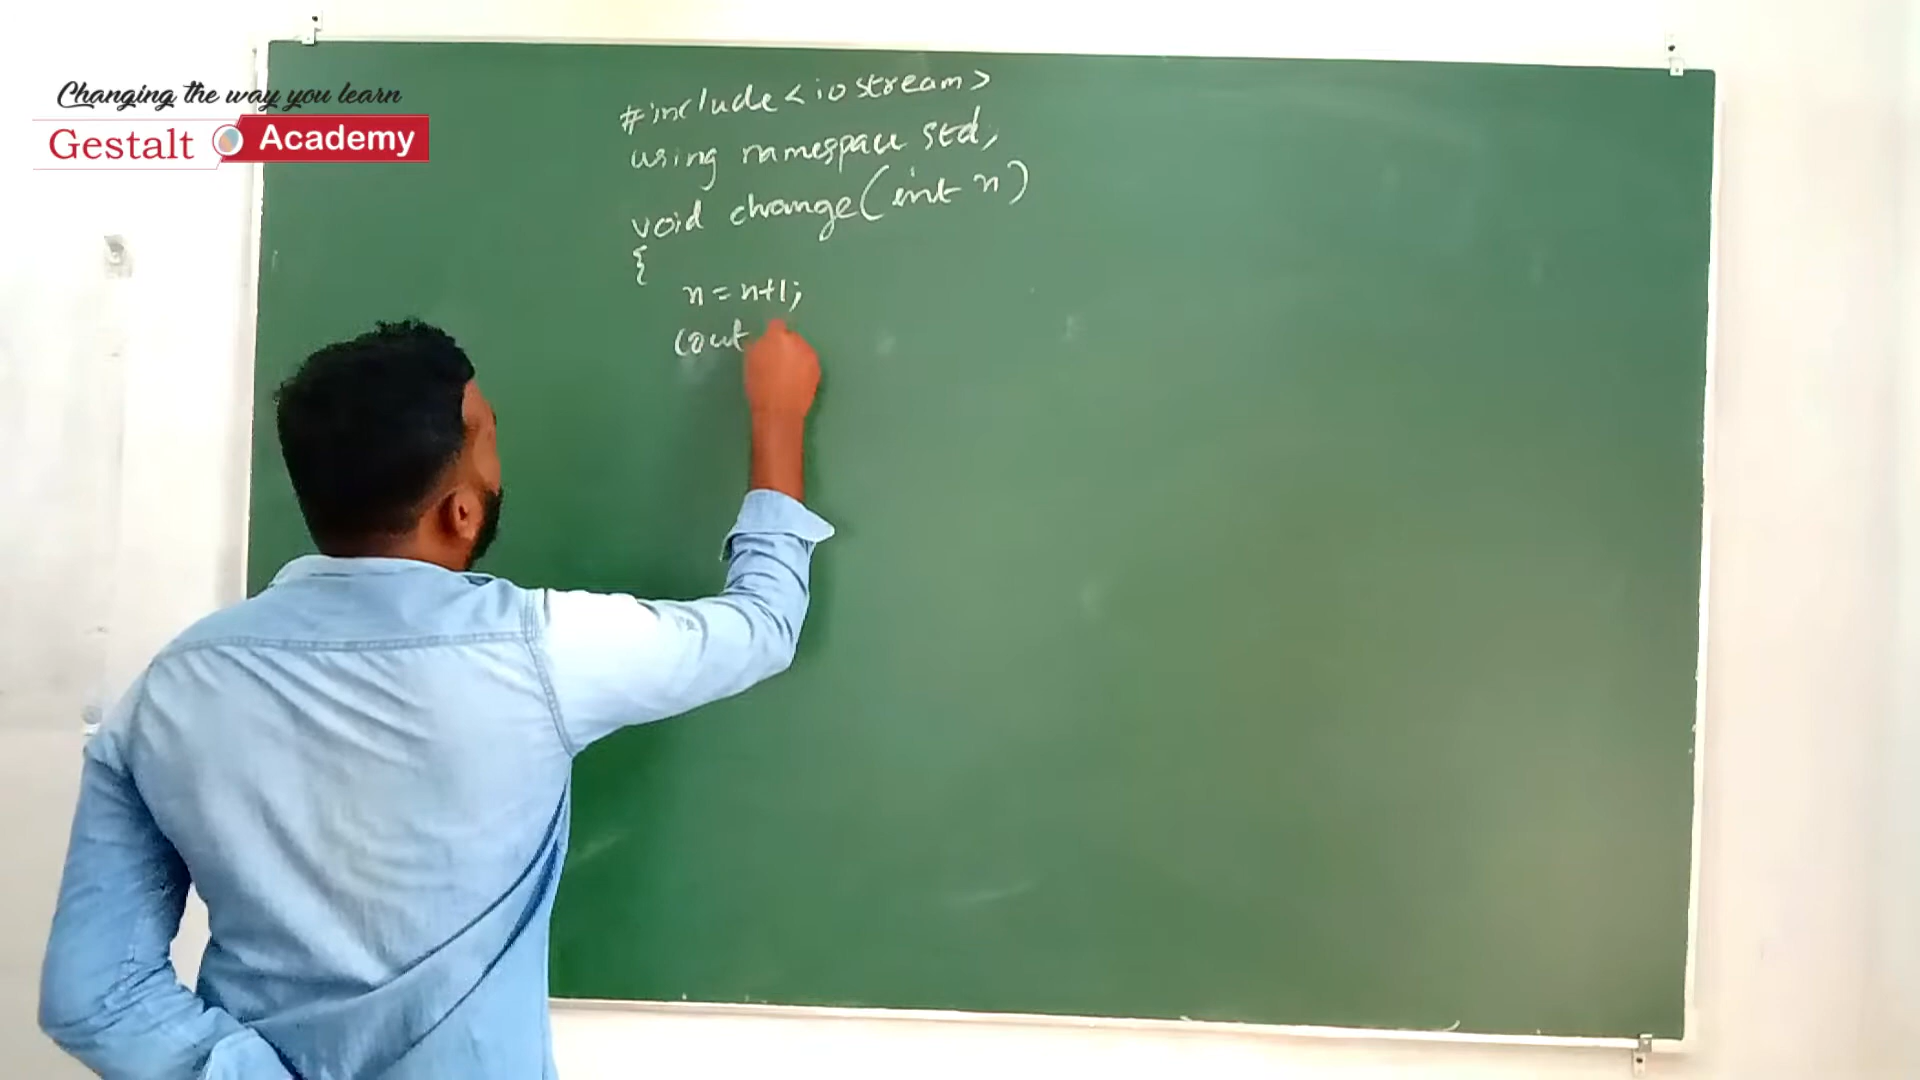 Changing the way you learn
Gestalt Academy
#include<iostream>
using namespace std;
void change(int n)
{
n=n+1;
cout